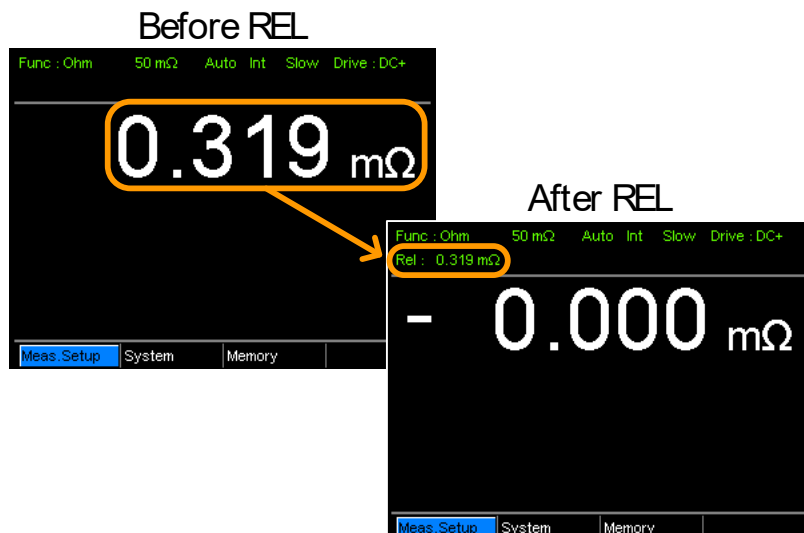 Before REL
Func : Ohm 50 mΩ Auto Int Slow Drive : DC+
0.319 mΩ
Meas.Setup System Memory
After REL
Func : Ohm 50 mΩ Auto Int Slow Drive : DC+
Rel : 0.319 mΩ
- 0.000 mΩ
Meas.Setup System Memory